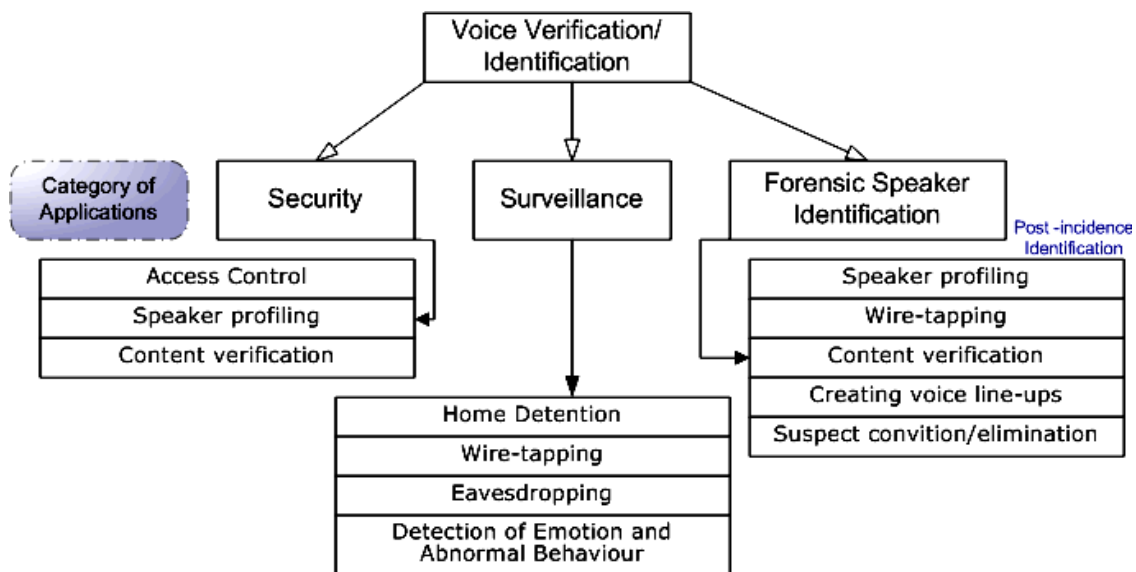 Voice Verification/
Identification
Category of
Applications
Security
Surveillance
Forensic Speaker
Identification
Post -incidence
Identification
Access Control
Speaker profiling
Content verification
Speaker profiling
Wire-tapping
Content verification
Creating voice line-ups
Suspect convition/elimination
Home Detention
Wire-tapping
Eavesdropping
Detection of Emotion and
Abnormal Behaviour